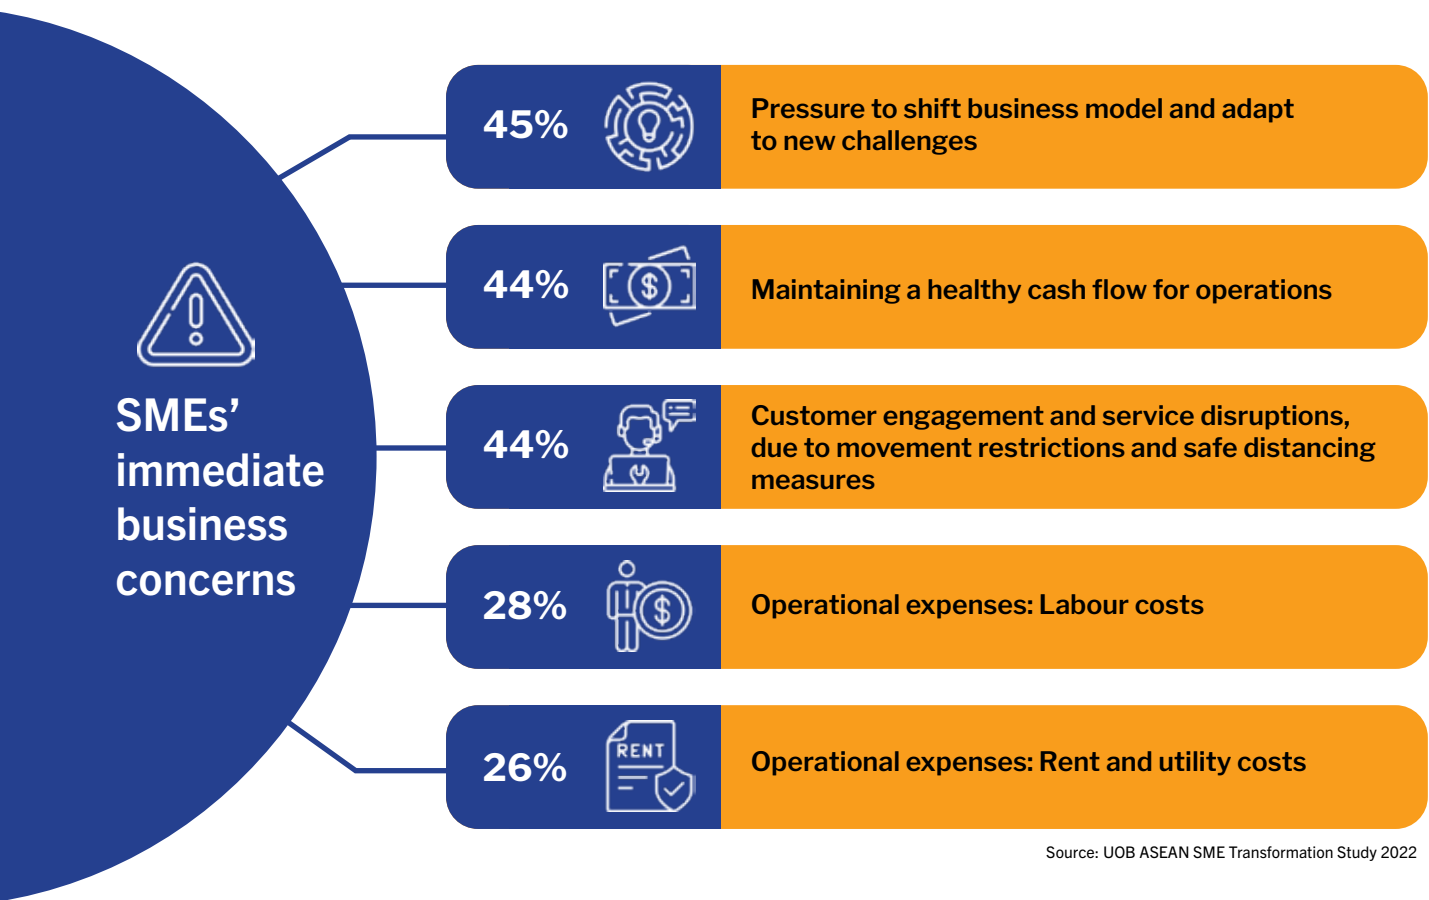 SMEs’
immediate
business
concerns
45%
Pressure to shift business model and adapt
to new challenges
44%
Maintaining a healthy cash flow for operations
44%
Customer engagement and service disruptions,
due to movement restrictions and safe distancing
measures
28%
Operational expenses: Labour costs
26%
RENT
Operational expenses: Rent and utility costs
Source: UOB ASEAN SME Transformation Study 2022